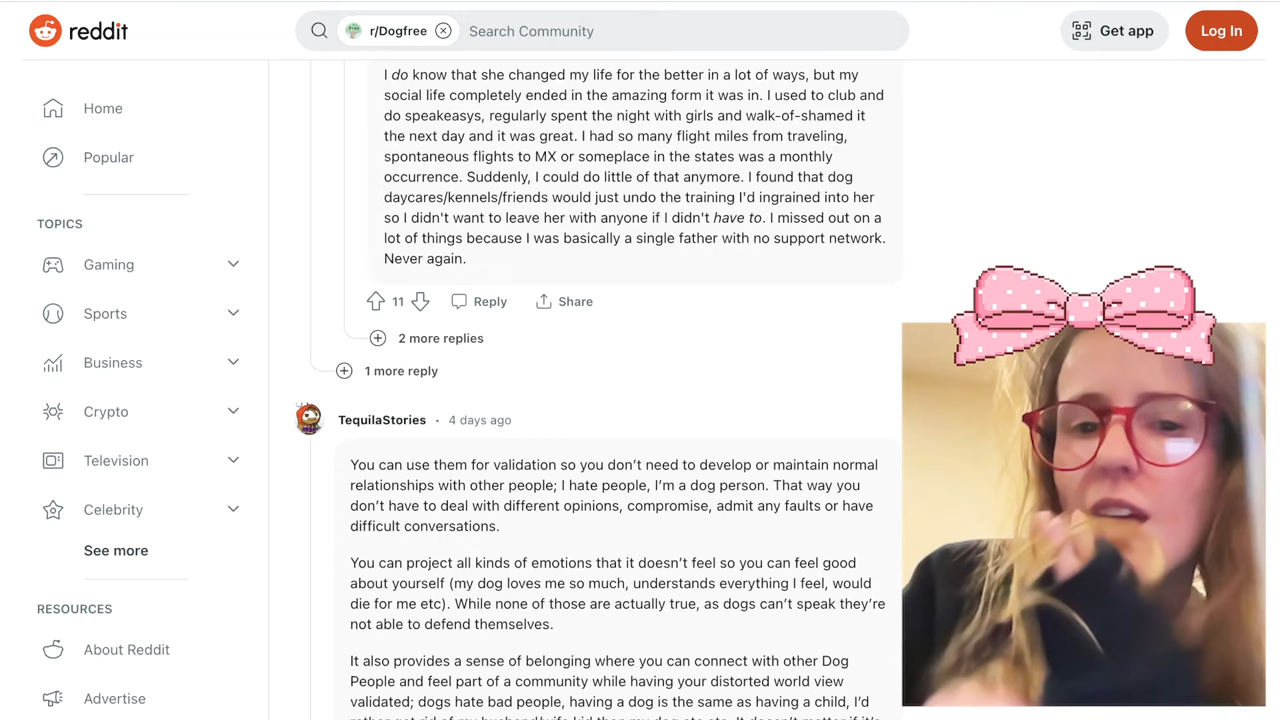 reddit
r/Dogfree
Search Community
Get app
Log In
Home
Popular
TOPICS
Gaming
Sports
Business
Crypto
Television
Celebrity
See more
RESOURCES
About Reddit
Advertise
I do know that she changed my life for the better in a lot of ways, but my
social life completely ended in the amazing form it was in. I used to club and
do speakeasys, regularly spent the night with girls and walk-of-shamed it
the next day and it was great. I had so many flight miles from traveling,
spontaneous flights to MX or someplace in the states was a monthly
occurrence. Suddenly, I could do little of that anymore. I found that dog
daycares/kennels/friends would just undo the training I'd ingrained into her
so I didn't want to leave her with anyone if I didn't have to. I missed out on a
lot of things because I was basically a single father with no support network.
Never again.
11
Reply
Share
2 more replies
1 more reply
TequilaStories • 4 days ago
You can use them for validation so you don’t need to develop or maintain normal
relationships with other people; I hate people, I’m a dog person. That way you
don’t have to deal with different opinions, compromise, admit any faults or have
difficult conversations.
You can project all kinds of emotions that it doesn’t feel so you can feel good
about yourself (my dog loves me so much, understands everything I feel, would
die for me etc). While none of those are actually true, as dogs can’t speak they’re
not able to defend themselves.
It also provides a sense of belonging where you can connect with other Dog
People and feel part of a community while having your distorted world view
validated; dogs hate bad people, having a dog is the same as having a child, I’d